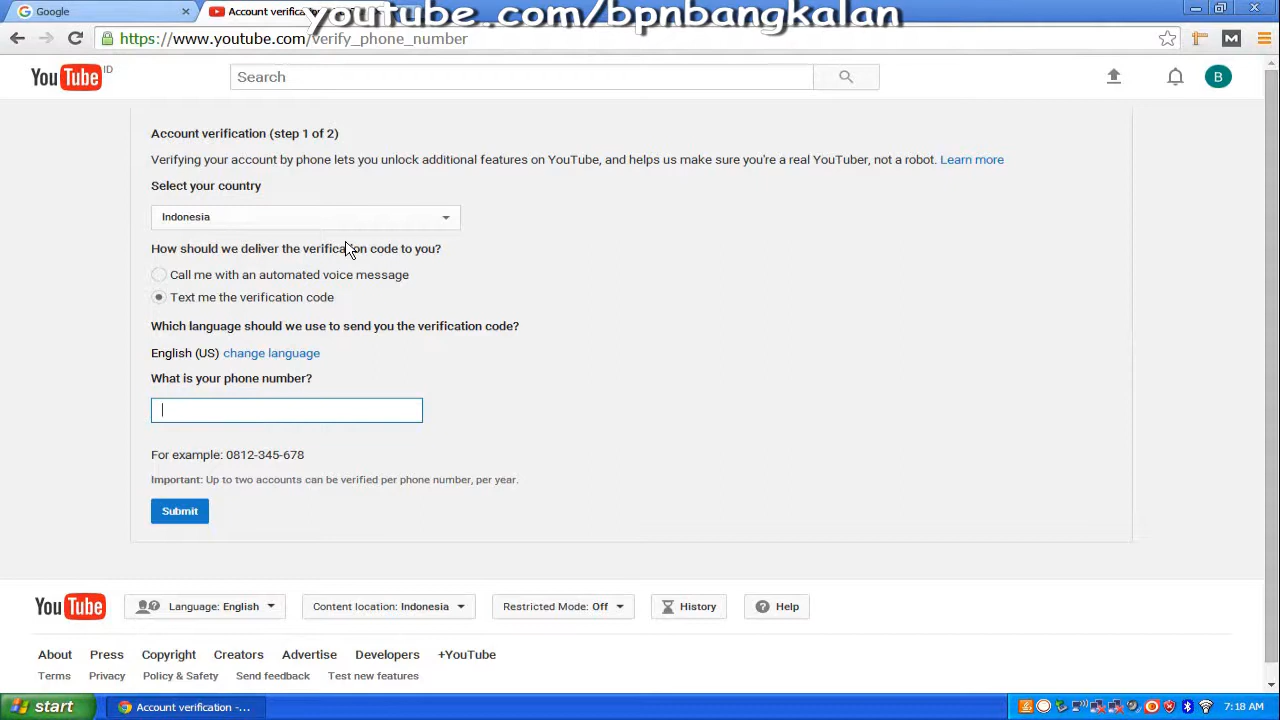 youtube .com/bpnbangkalan
Google
Account verific
https://www.youtube.com/verify_phone_number
YouTube ID
Search
B
Account verification (step 1 of 2)
Verifying your account by phone lets you unlock additional features on YouTube, and helps us make sure you're a real YouTuber, not a robot. Learn more
Select your country
Indonesia
How should we deliver the verification code to you?
Call me with an automated voice message
Text me the verification code
Which language should we use to send you the verification code?
English (US) change language
What is your phone number?
For example: 0812-345-678
Important: Up to two accounts can be verified per phone number, per year.
Submit
YouTube Language: English Content location: Indonesia Restricted Mode: Off History Help
About Press Copyright Creators Advertise Developers +YouTube
Terms Privacy Policy & Safety Send feedback Test new features
start Account verification -... 7:18 AM